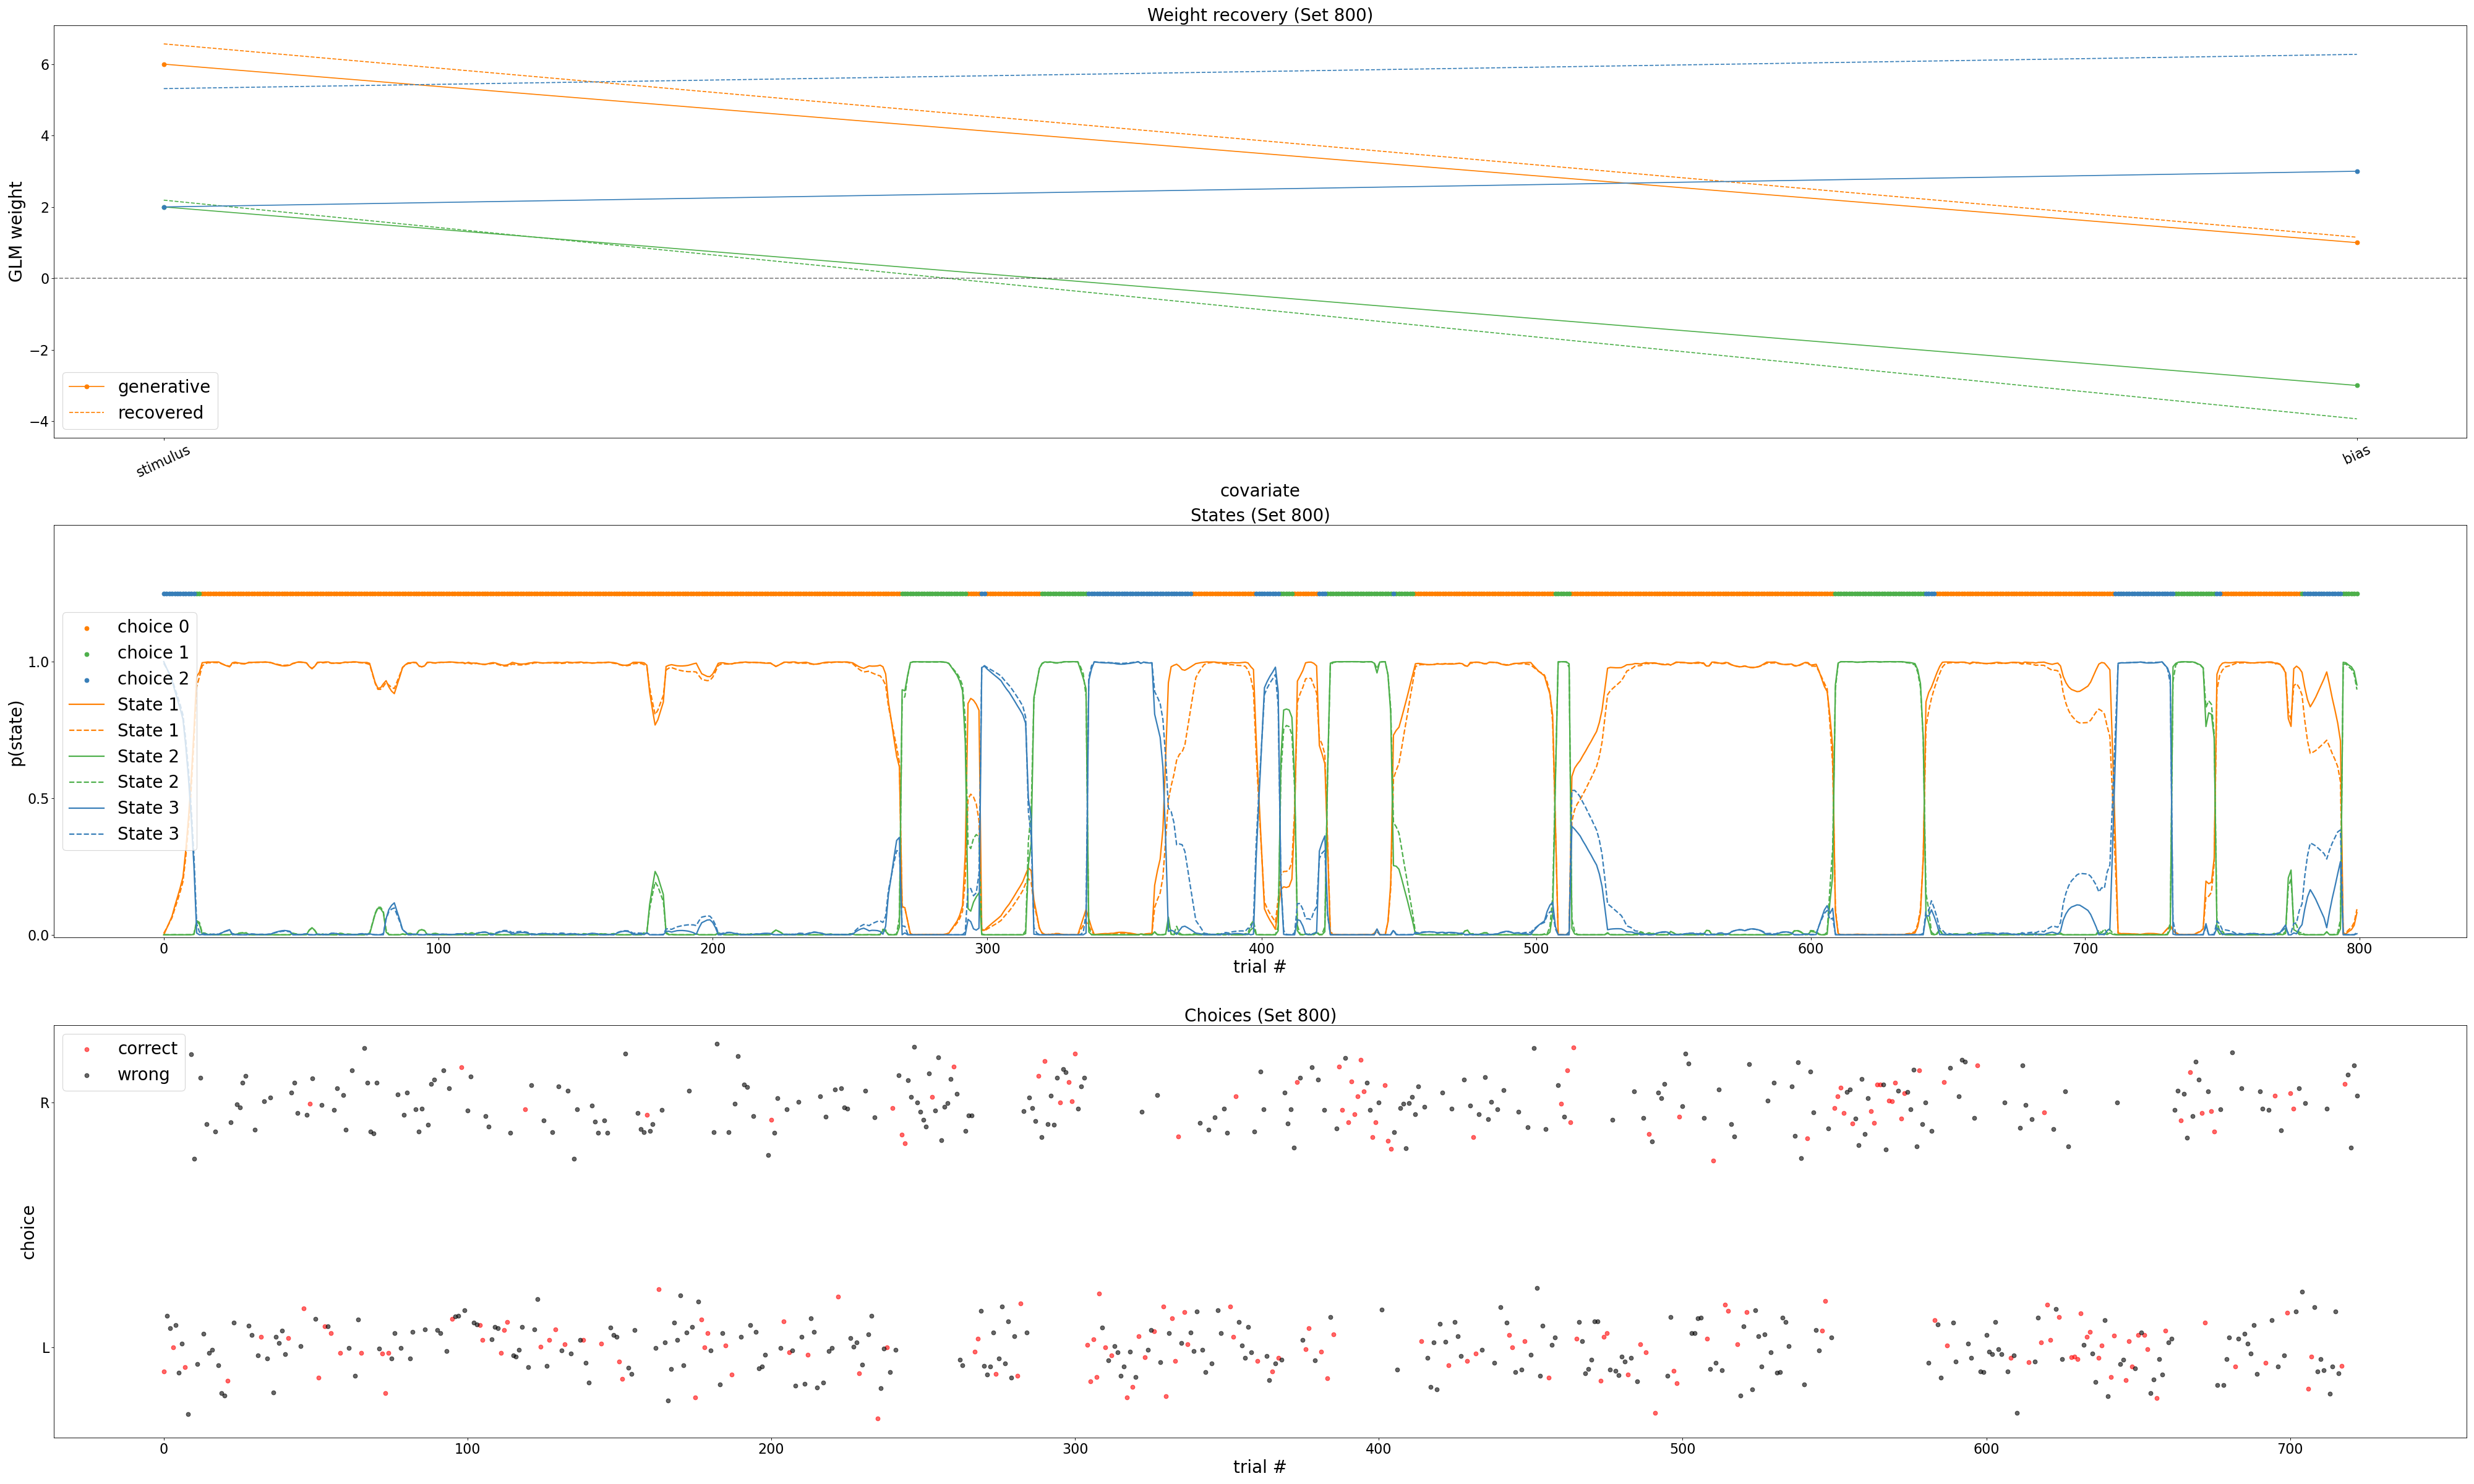 Weight recovery (Set 800)
GLM weight
6
4
2
0
−2
−4
generative
recovered
stimulus
bias
covariate
States (Set 800)
p(state)
1.0
0.5
0.0
choice 0
choice 1
choice 2
State 1
State 1
State 2
State 2
State 3
State 3
0 100 200 300 400 500 600 700 800
trial #
Choices (Set 800)
choice
R
L
correct
wrong
0 100 200 300 400 500 600 700
trial #